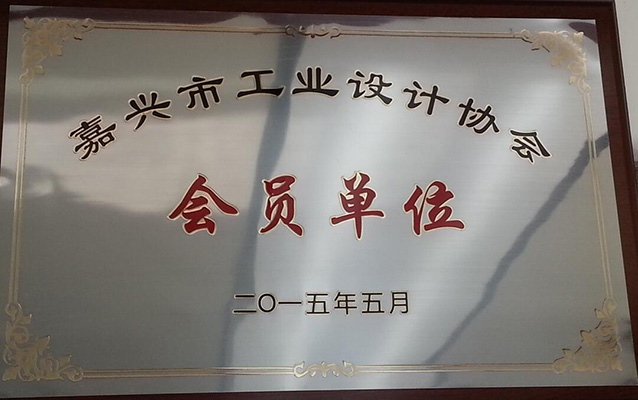 嘉兴市工业设计协会
会员单位
二〇一五年五月